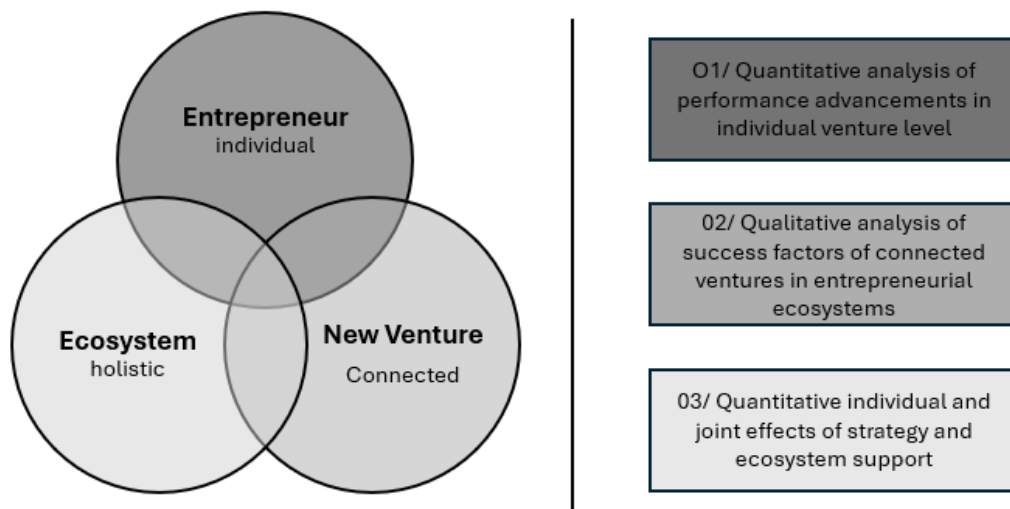 Entrepreneur
individual
Ecosystem
holistic
New Venture
Connected
O1/ Quantitative analysis of
performance advancements in
individual venture level
02/ Qualitative analysis of
success factors of connected
ventures in entrepreneurial
ecosystems
03/ Quantitative individual and
joint effects of strategy and
ecosystem support